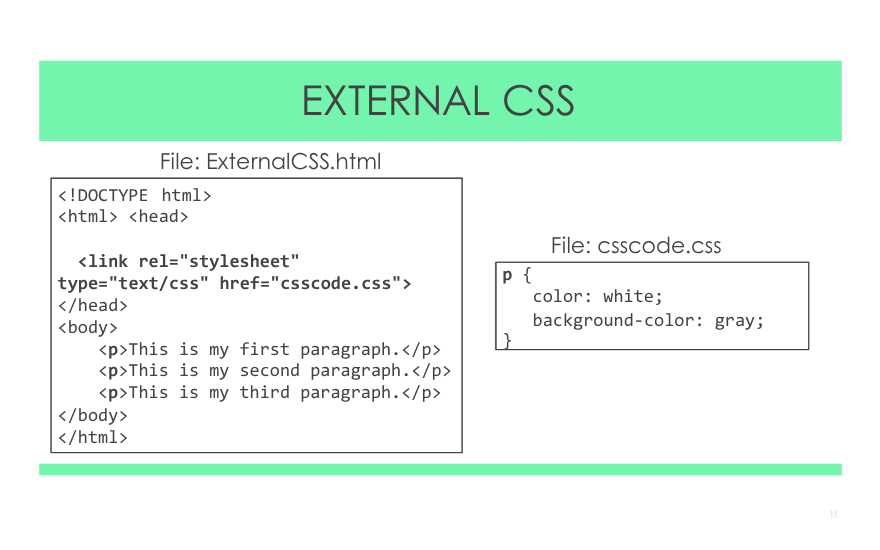 EXTERNAL CSS
File: ExternalCSS.html
<!DOCTYPE html>
<html> <head>
<link rel="stylesheet"
type="text/css" href="csscode.css">
</head>
<body>
<p>This is my first paragraph.</p>
<p>This is my second paragraph.</p>
<p>This is my third paragraph.</p>
</body>
</html>
File: csscode.css
p {
color: white;
background-color: gray;
}
11